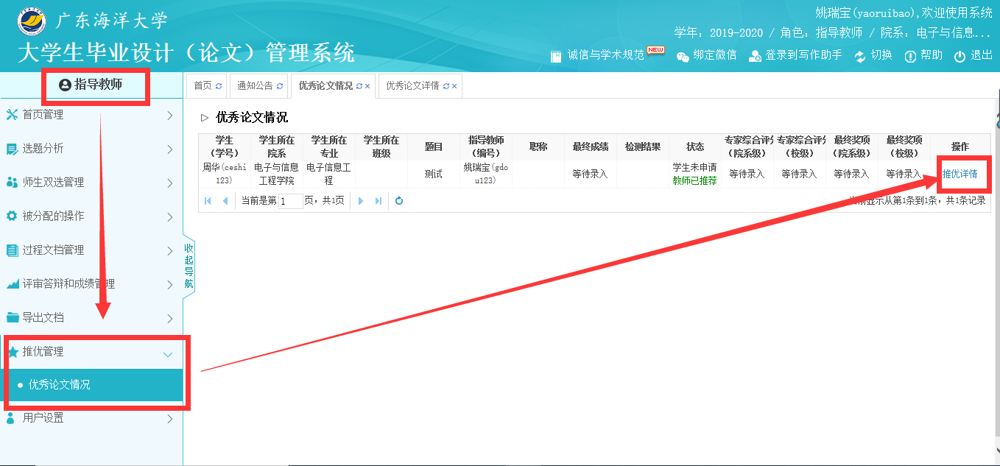 广东海洋大学
大学生毕业设计（论文）管理系统
姚瑞宝(yaoruibao),欢迎使用系统
学年：2019-2020 / 角色：指导教师 / 院系：电子与信息...
诚信与学术规范 NEW 绑定微信 登录到写作助手 切换 帮助 退出
指导教师
首页管理
选题分析
师生双选管理
被分配的操作
过程文档管理
评审答辩和成绩管理
导出文档
推优管理
优秀论文情况
用户设置
收起导航
首页 通知公告 优秀论文情况 优秀论文详情
优秀论文情况
学生 学生所在 学生所在 学生所在 题目 指导教师 职称 最终成绩 检测结果 状态 专家综合评分 专家综合评分 最终奖项 最终奖项 操作
（学号） 院系 专业 班级 （编号） （院系级） （校级） （院系级） （校级）
周华(ceshi 电子与信息 电子信息工 测试 姚瑞宝(gdo 等待录入 学生未申请 等待录入 等待录入 等待录入 等待录入 推优详情
123) 工程学院 程 u123) 教师已推荐
当前是第 1 页，共1页 当前显示从第1条到1条，共1条记录